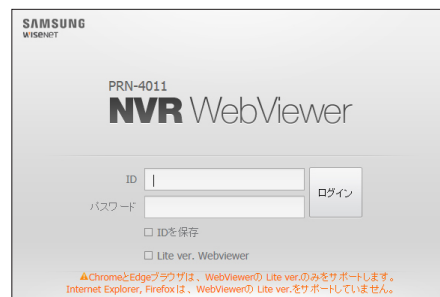 SAMSUNG
WISENET
PRN-4011
NVR WebViewer
ID
パスワード
ログイン
IDを保存
Lite ver. Webviewer
ChromeとEdgeブラウザは、WebViewerの Lite ver.のみをサポートします。
Internet Explorer, Firefoxは、WebViewerの Lite ver.をサポートしていません。